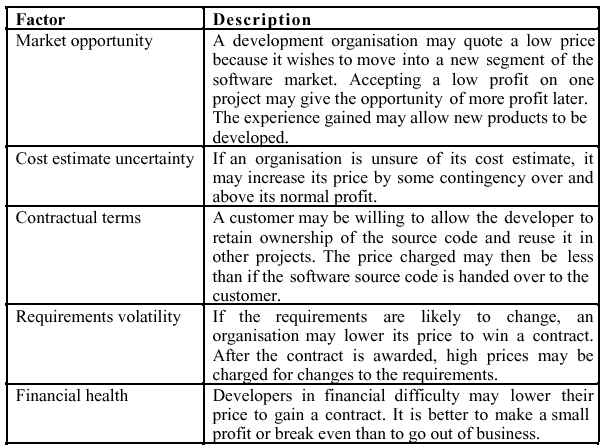 Factor Description
Market opportunity A development organisation may quote a low price
because it wishes to move into a new segment of the
software market. Accepting a low profit on one
project may give the opportunity of more profit later.
The experience gained may allow new products to be
developed.
Cost estimate uncertainty If an organisation is unsure of its cost estimate, it
may increase its price by some contingency over and
above its normal profit.
Contractual terms A customer may be willing to allow the developer to
retain ownership of the source code and reuse it in
other projects. The price charged may then be less
than if the software source code is handed over to the
customer.
Requirements volatility If the requirements are likely to change, an
organisation may lower its price to win a contract.
After the contract is awarded, high prices may be
charged for changes to the requirements.
Financial health Developers in financial difficulty may lower their
price to gain a contract. It is better to make a small
profit or break even than to go out of business.